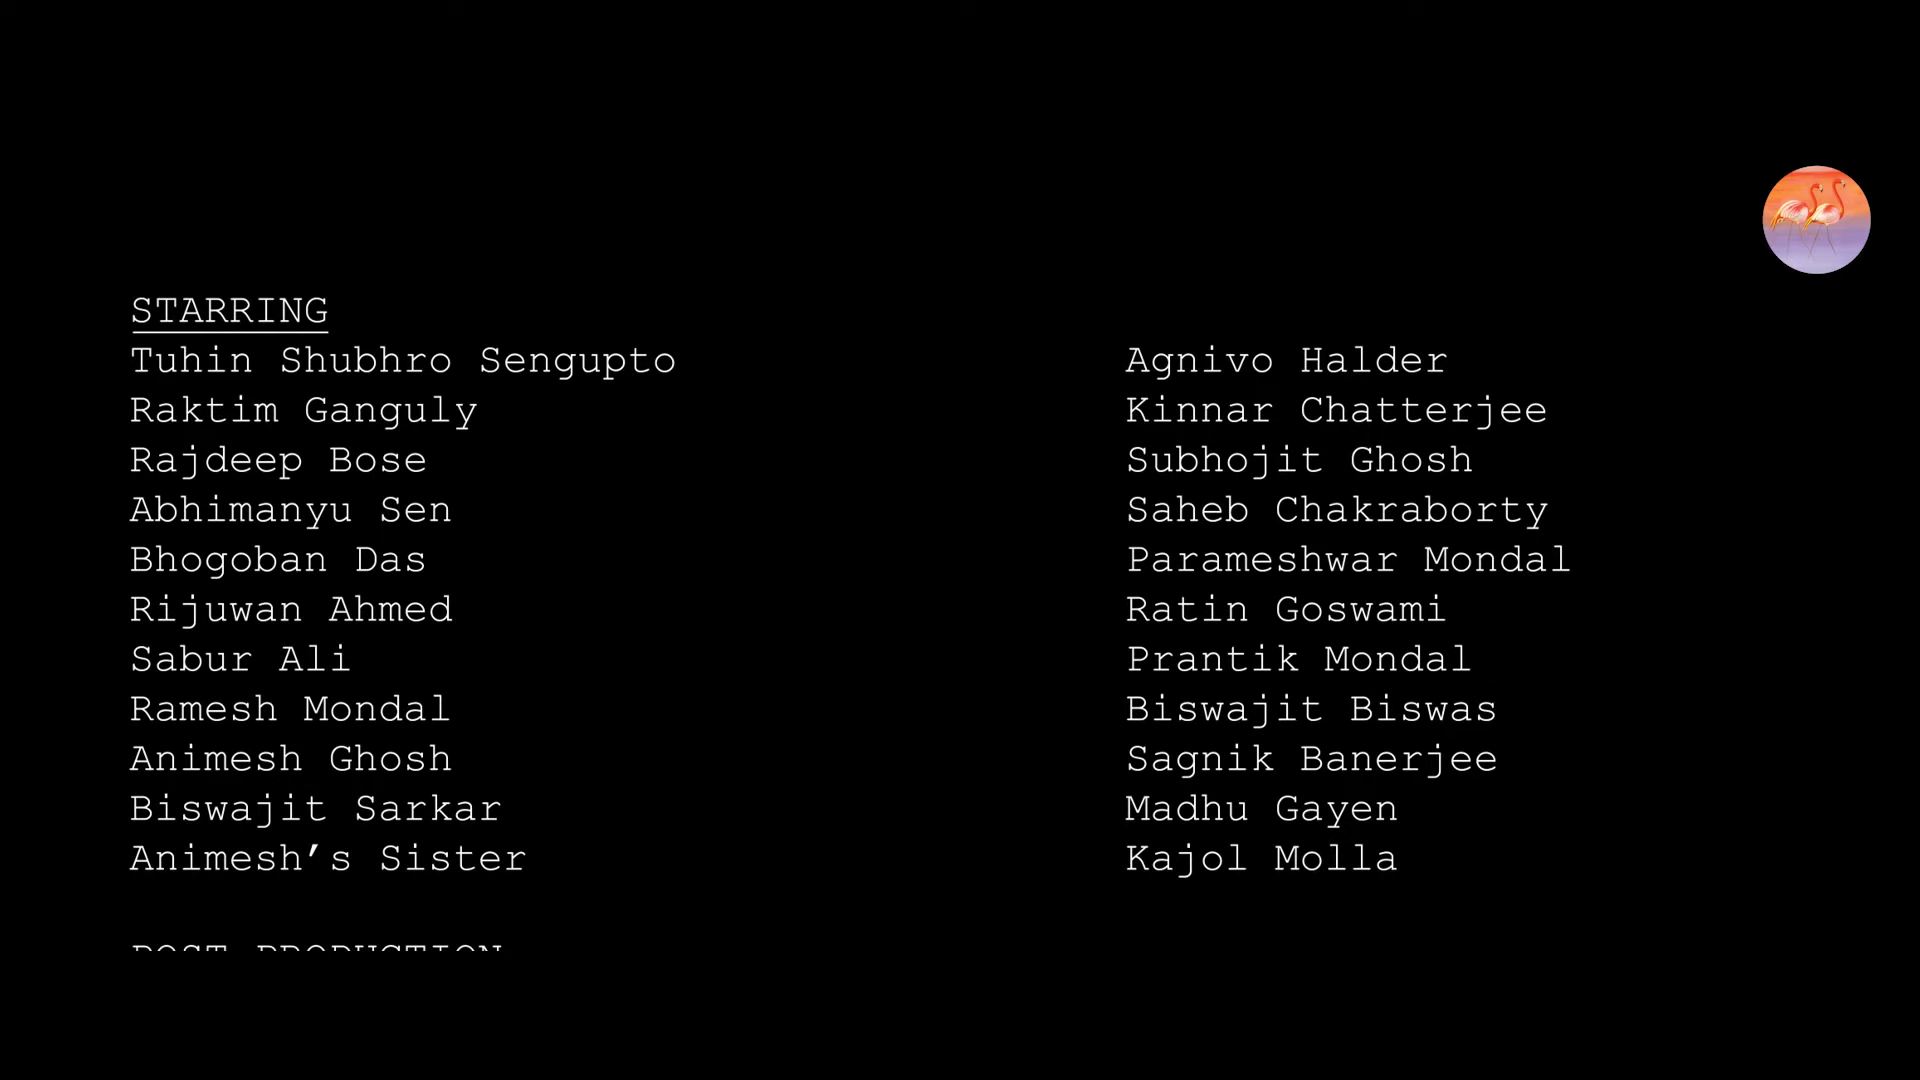 STARRING
Tuhin Shubhro Sengupto
Raktim Ganguly
Rajdeep Bose
Abhimanyu Sen
Bhogoban Das
Rijuwan Ahmed
Sabur Ali
Ramesh Mondal
Animesh Ghosh
Biswajit Sarkar
Animesh’s Sister
Agnivo Halder
Kinnar Chatterjee
Subhojit Ghosh
Saheb Chakraborty
Parameshwar Mondal
Ratin Goswami
Prantik Mondal
Biswajit Biswas
Sagnik Banerjee
Madhu Gayen
Kajol Molla
POST PRODUCTION